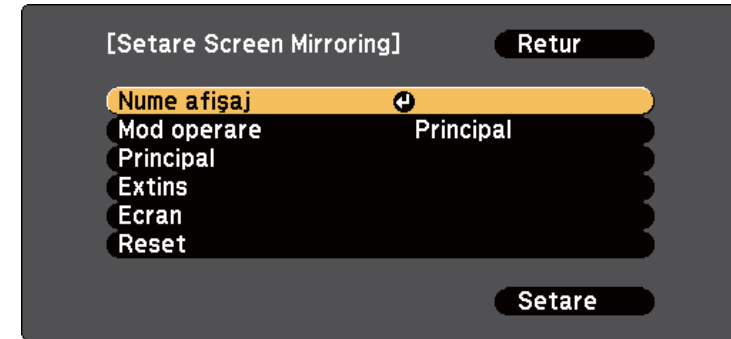 [Setare Screen Mirroring] Retur
Nume afişaj
Mod operare Principal
Principal
Extins
Ecran
Reset
Setare